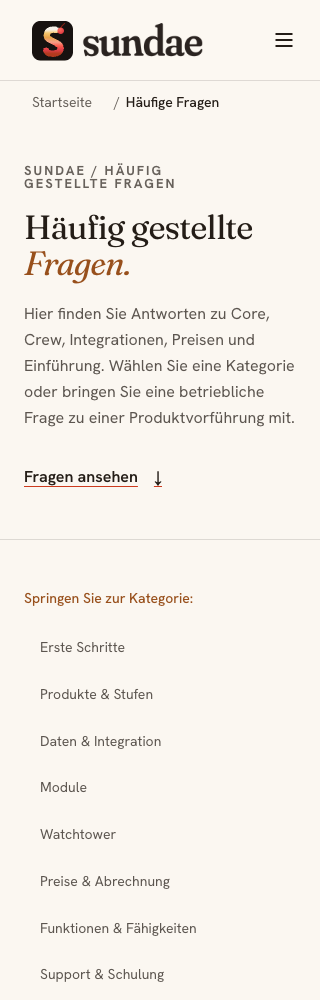 sundae
Startseite / Häufige Fragen
SUNDAE / HÄUFIG
GESTELLTE FRAGEN
Häufig gestellte
Fragen.
Hier finden Sie Antworten zu Core,
Crew, Integrationen, Preisen und
Einführung. Wählen Sie eine Kategorie
oder bringen Sie eine betriebliche
Frage zu einer Produktvorführung mit.
Fragen ansehen ↓
Springen Sie zur Kategorie:
Erste Schritte
Produkte & Stufen
Daten & Integration
Module
Watchtower
Preise & Abrechnung
Funktionen & Fähigkeiten
Support & Schulung